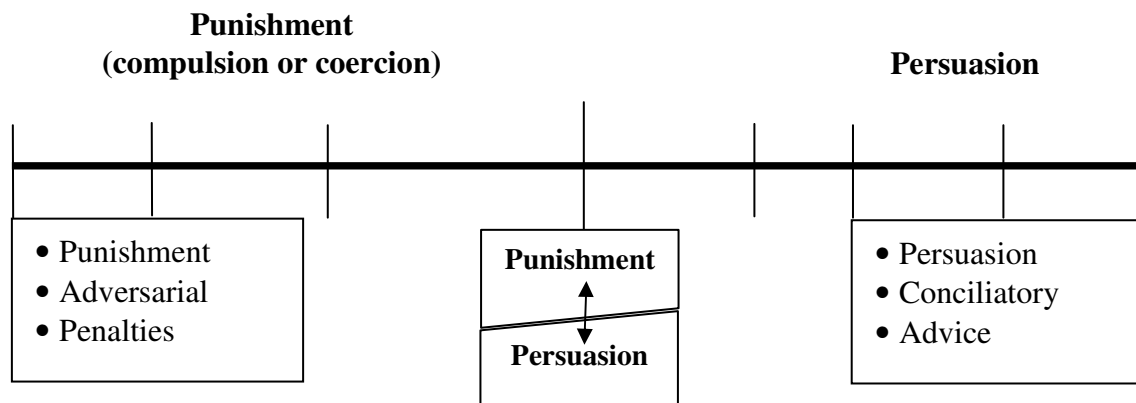 Punishment
(compulsion or coercion)
Persuasion
• Punishment
• Adversarial
• Penalties
Punishment
Persuasion
• Persuasion
• Conciliatory
• Advice